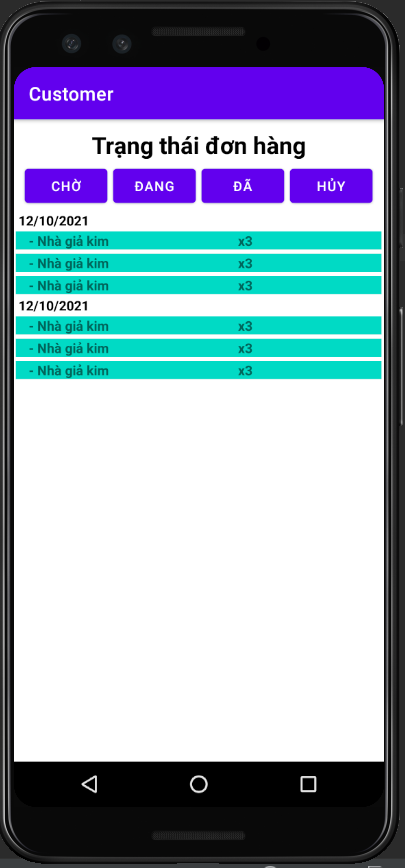 Customer
Trạng thái đơn hàng
CHỜ ĐANG ĐÃ HỦY
12/10/2021
- Nhà giả kim x3
- Nhà giả kim x3
- Nhà giả kim x3
12/10/2021
- Nhà giả kim x3
- Nhà giả kim x3
- Nhà giả kim x3